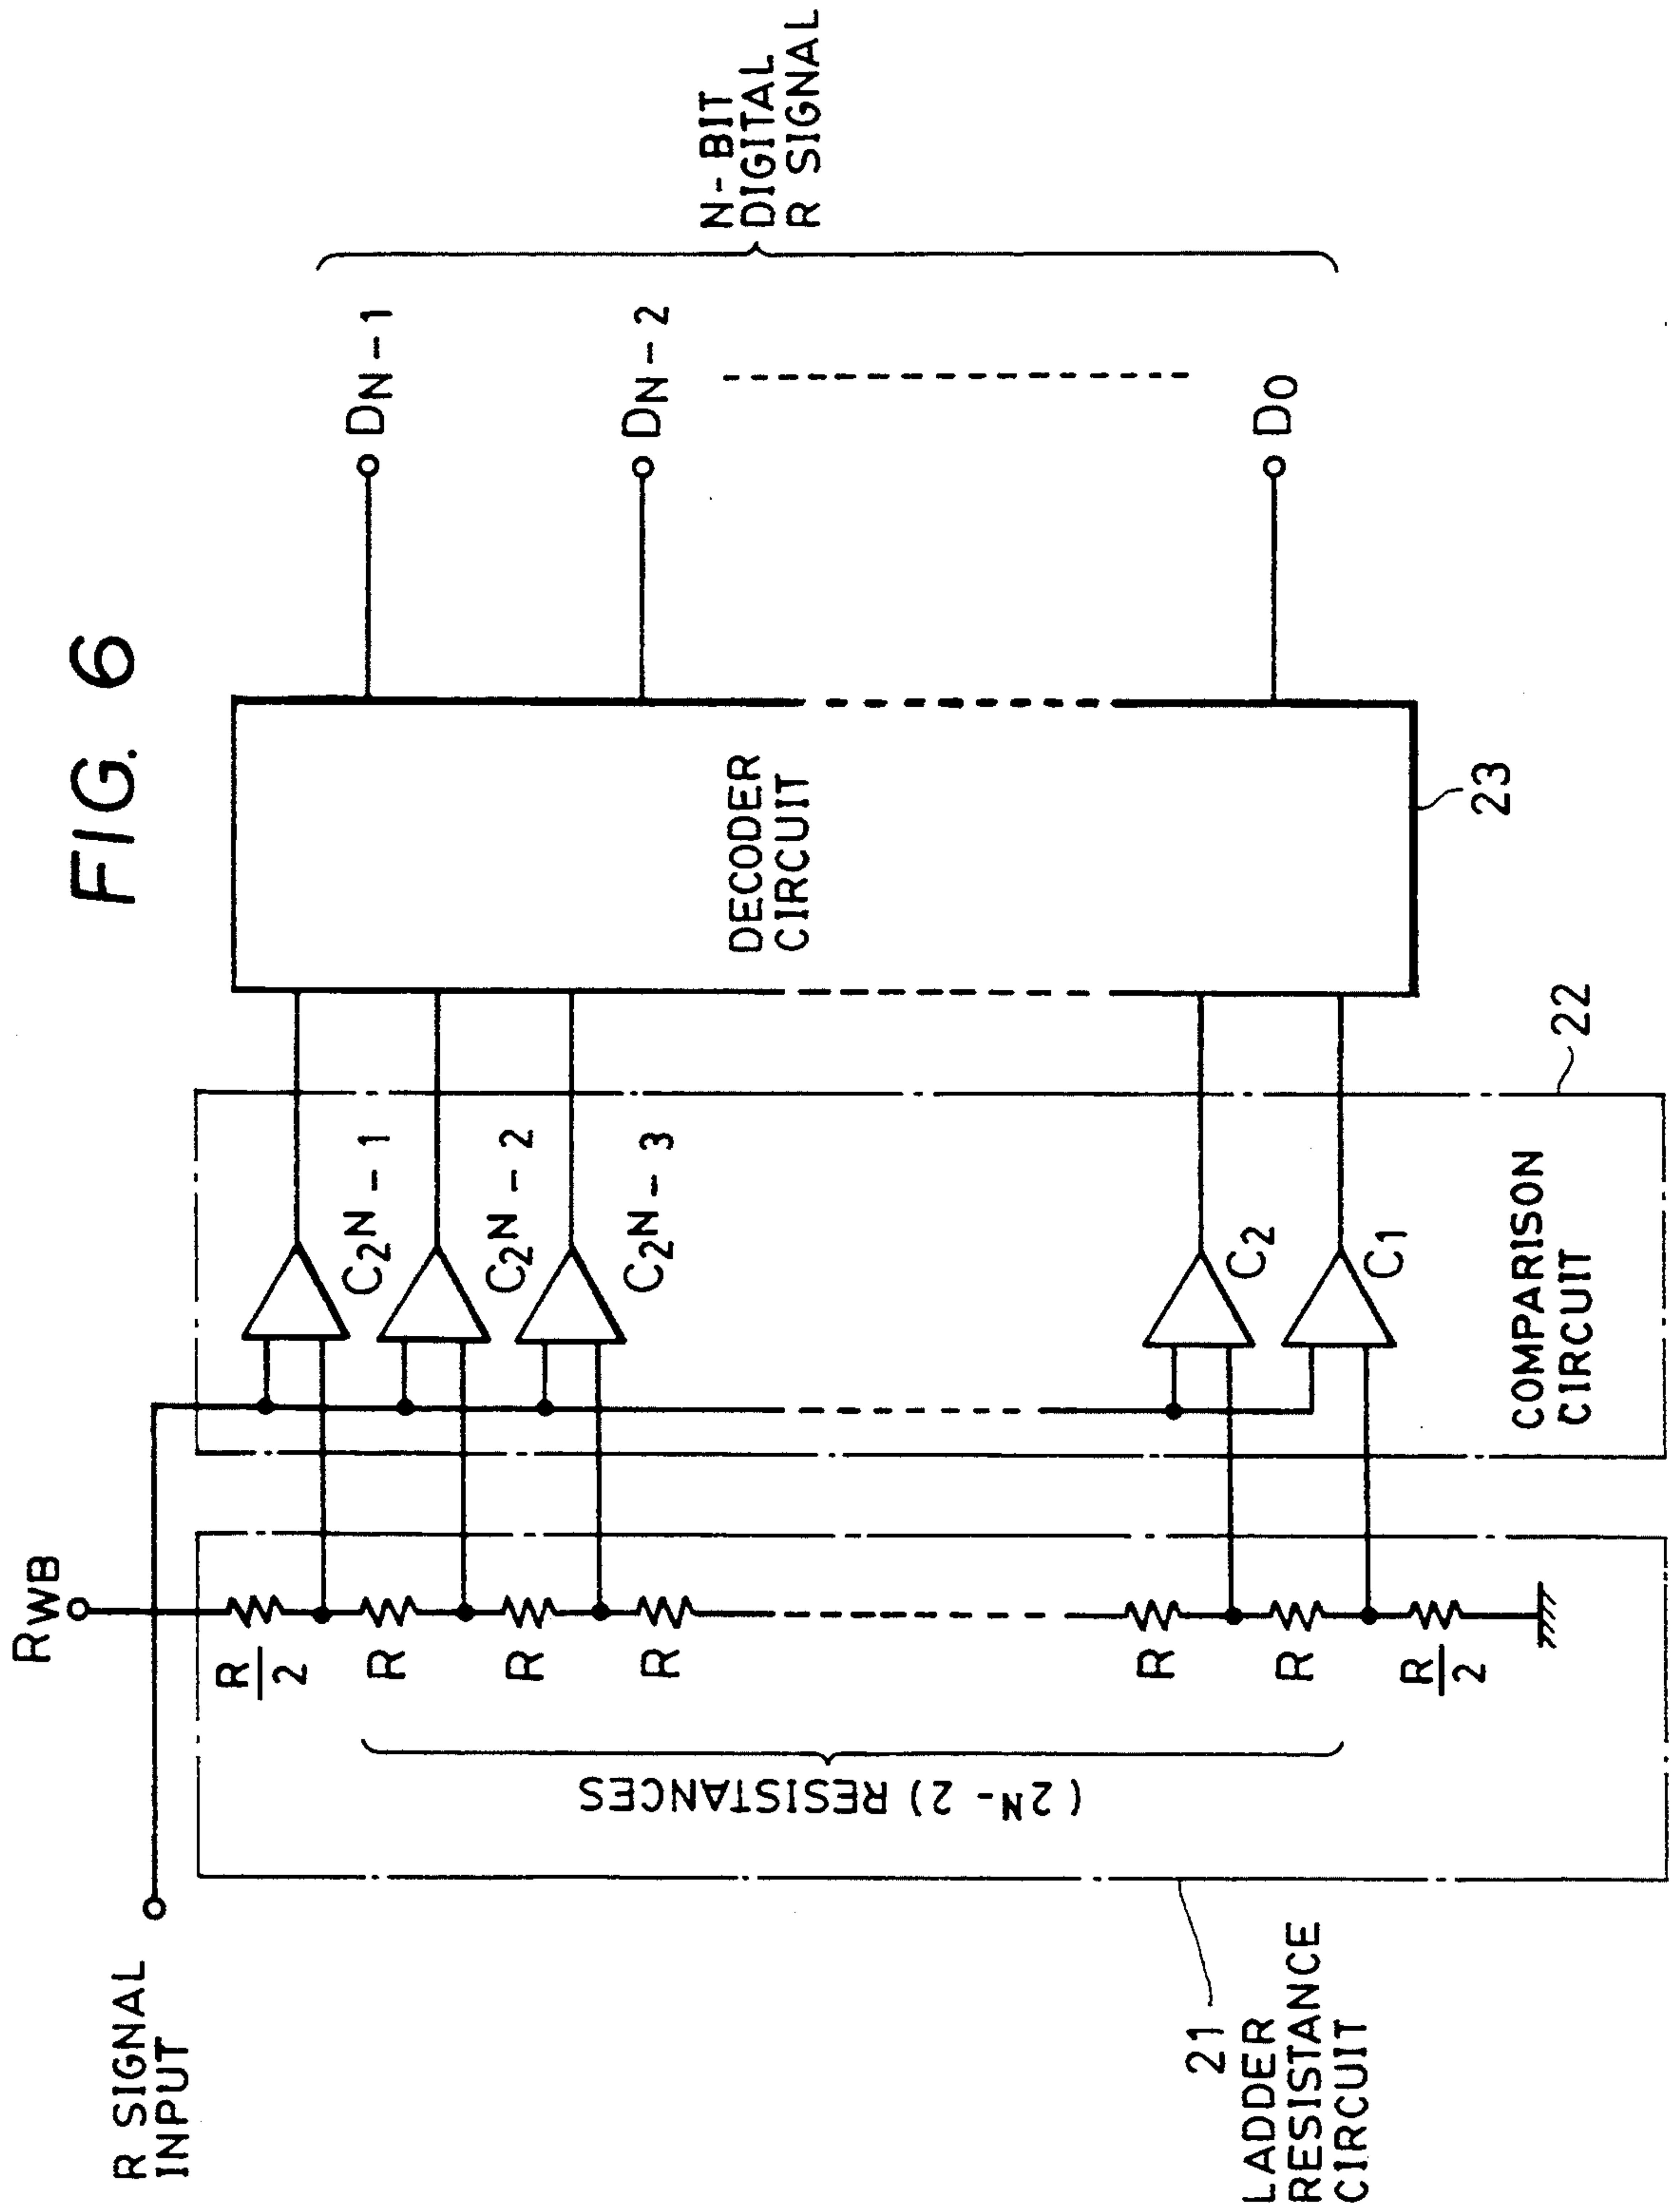 FIG. 6
R SIGNAL
INPUT
RWB
R/2
R
R
R
R
R
R/2
(2N-2) RESISTANCES
21
LADDER
RESISTANCE
CIRCUIT
C2N-1
C2N-2
C2N-3
C2
C1
COMPARISON
CIRCUIT
22
DECODER
CIRCUIT
23
DN-1
DN-2
D0
N-BIT
DIGITAL
R SIGNAL